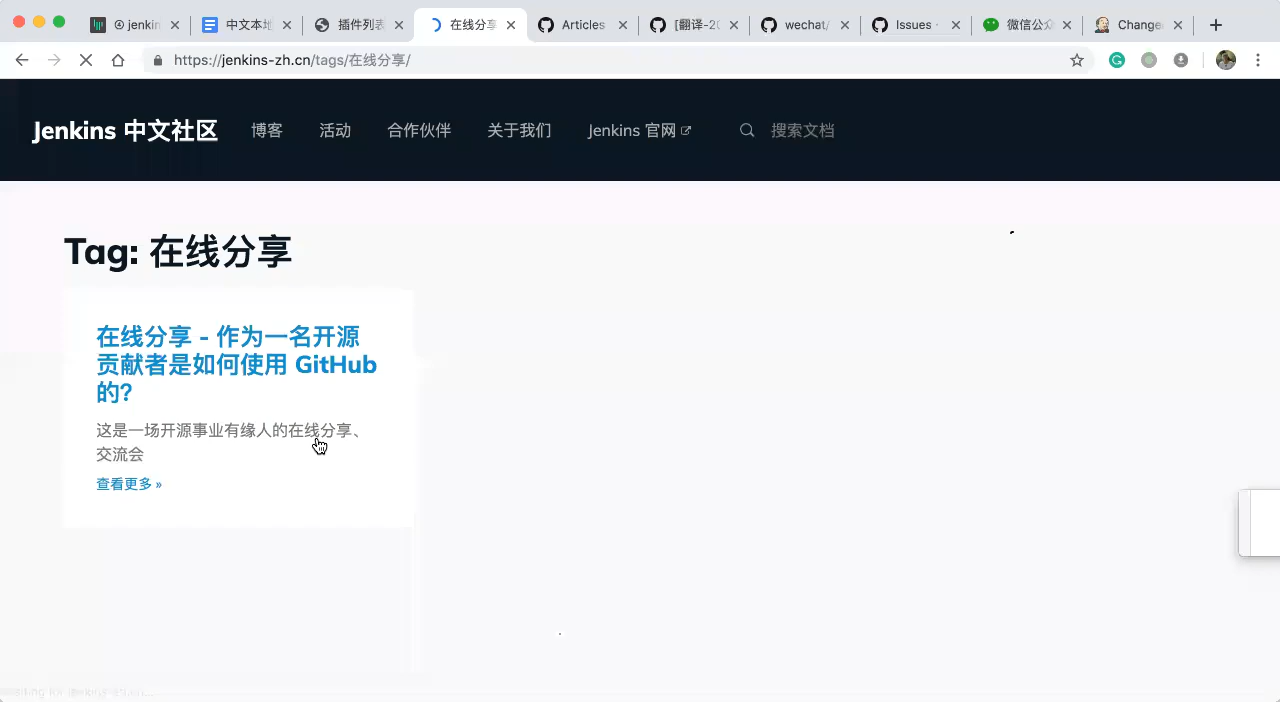 ④ jenkin
中文本地
插件列表
在线分享
Articles
[翻译-20
wechat/
Issues ·
微信公众
Change
https://jenkins-zh.cn/tags/在线分享/
Jenkins 中文社区
博客
活动
合作伙伴
关于我们
Jenkins 官网
搜索文档
Tag: 在线分享
在线分享 - 作为一名开源
贡献者是如何使用 GitHub
的?
这是一场开源事业有缘人的在线分享、
交流会
查看更多 »